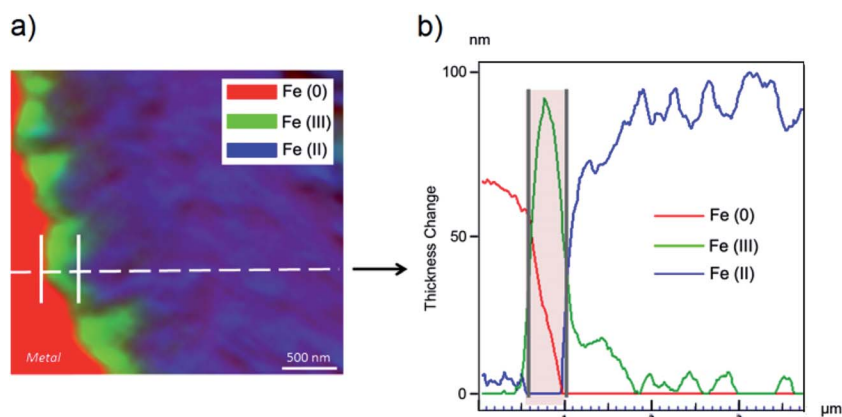 a)
Fe (0)
Fe (III)
Fe (II)
Metal
500 nm
b)
nm
100
50
0
Thickness Change
Fe (0)
Fe (III)
Fe (II)
µm